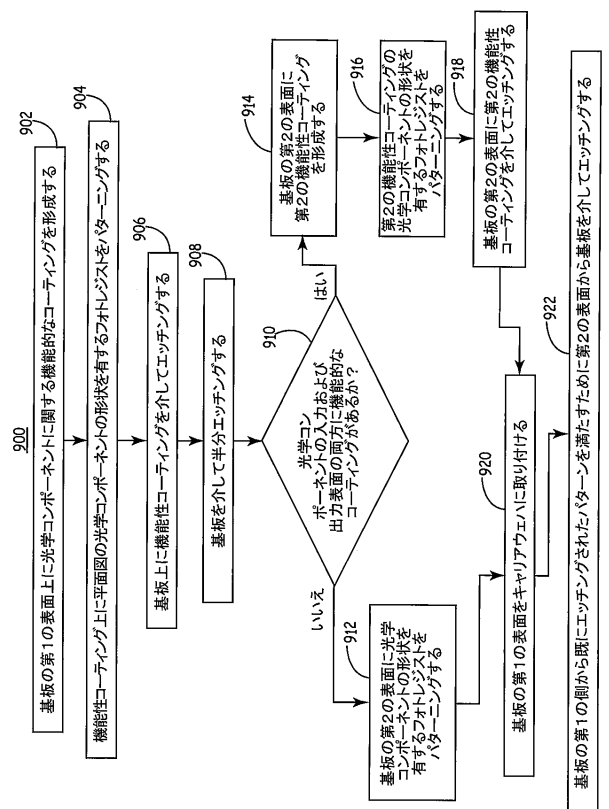 900
902
基板の第1の表面上に光学コンポーネントに関する機能的なコーティングを形成する
904
機能性コーティング上に平面図の光学コンポーネントの形状を有するフォトレジストをパターニングする
906
基板上に機能性コーティングを介してエッチングする
908
基板を介して半分エッチングする
910
光学コン
ポーネントの入力および
出力表面の両方に機能的な
コーティングがあるか?
いいえ
はい
912
基板の第2の表面に光学
コンポーネントの形状を
有するフォトレジストを
パターニングする
914
基板の第2の表面に
第2の機能性コーティング
を形成する
916
第2の機能性コーティングの
光学コンポーネントの形状を
有するフォトレジストを
パターニングする
918
基板の第2の表面に第2の機能性
コーティングを介してエッチングする
920
基板の第1の表面をキャリアウェハに取り付ける
922
基板の第1の側から既にエッチングされたパターンを満たすために第2の表面から基板を介してエッチングする